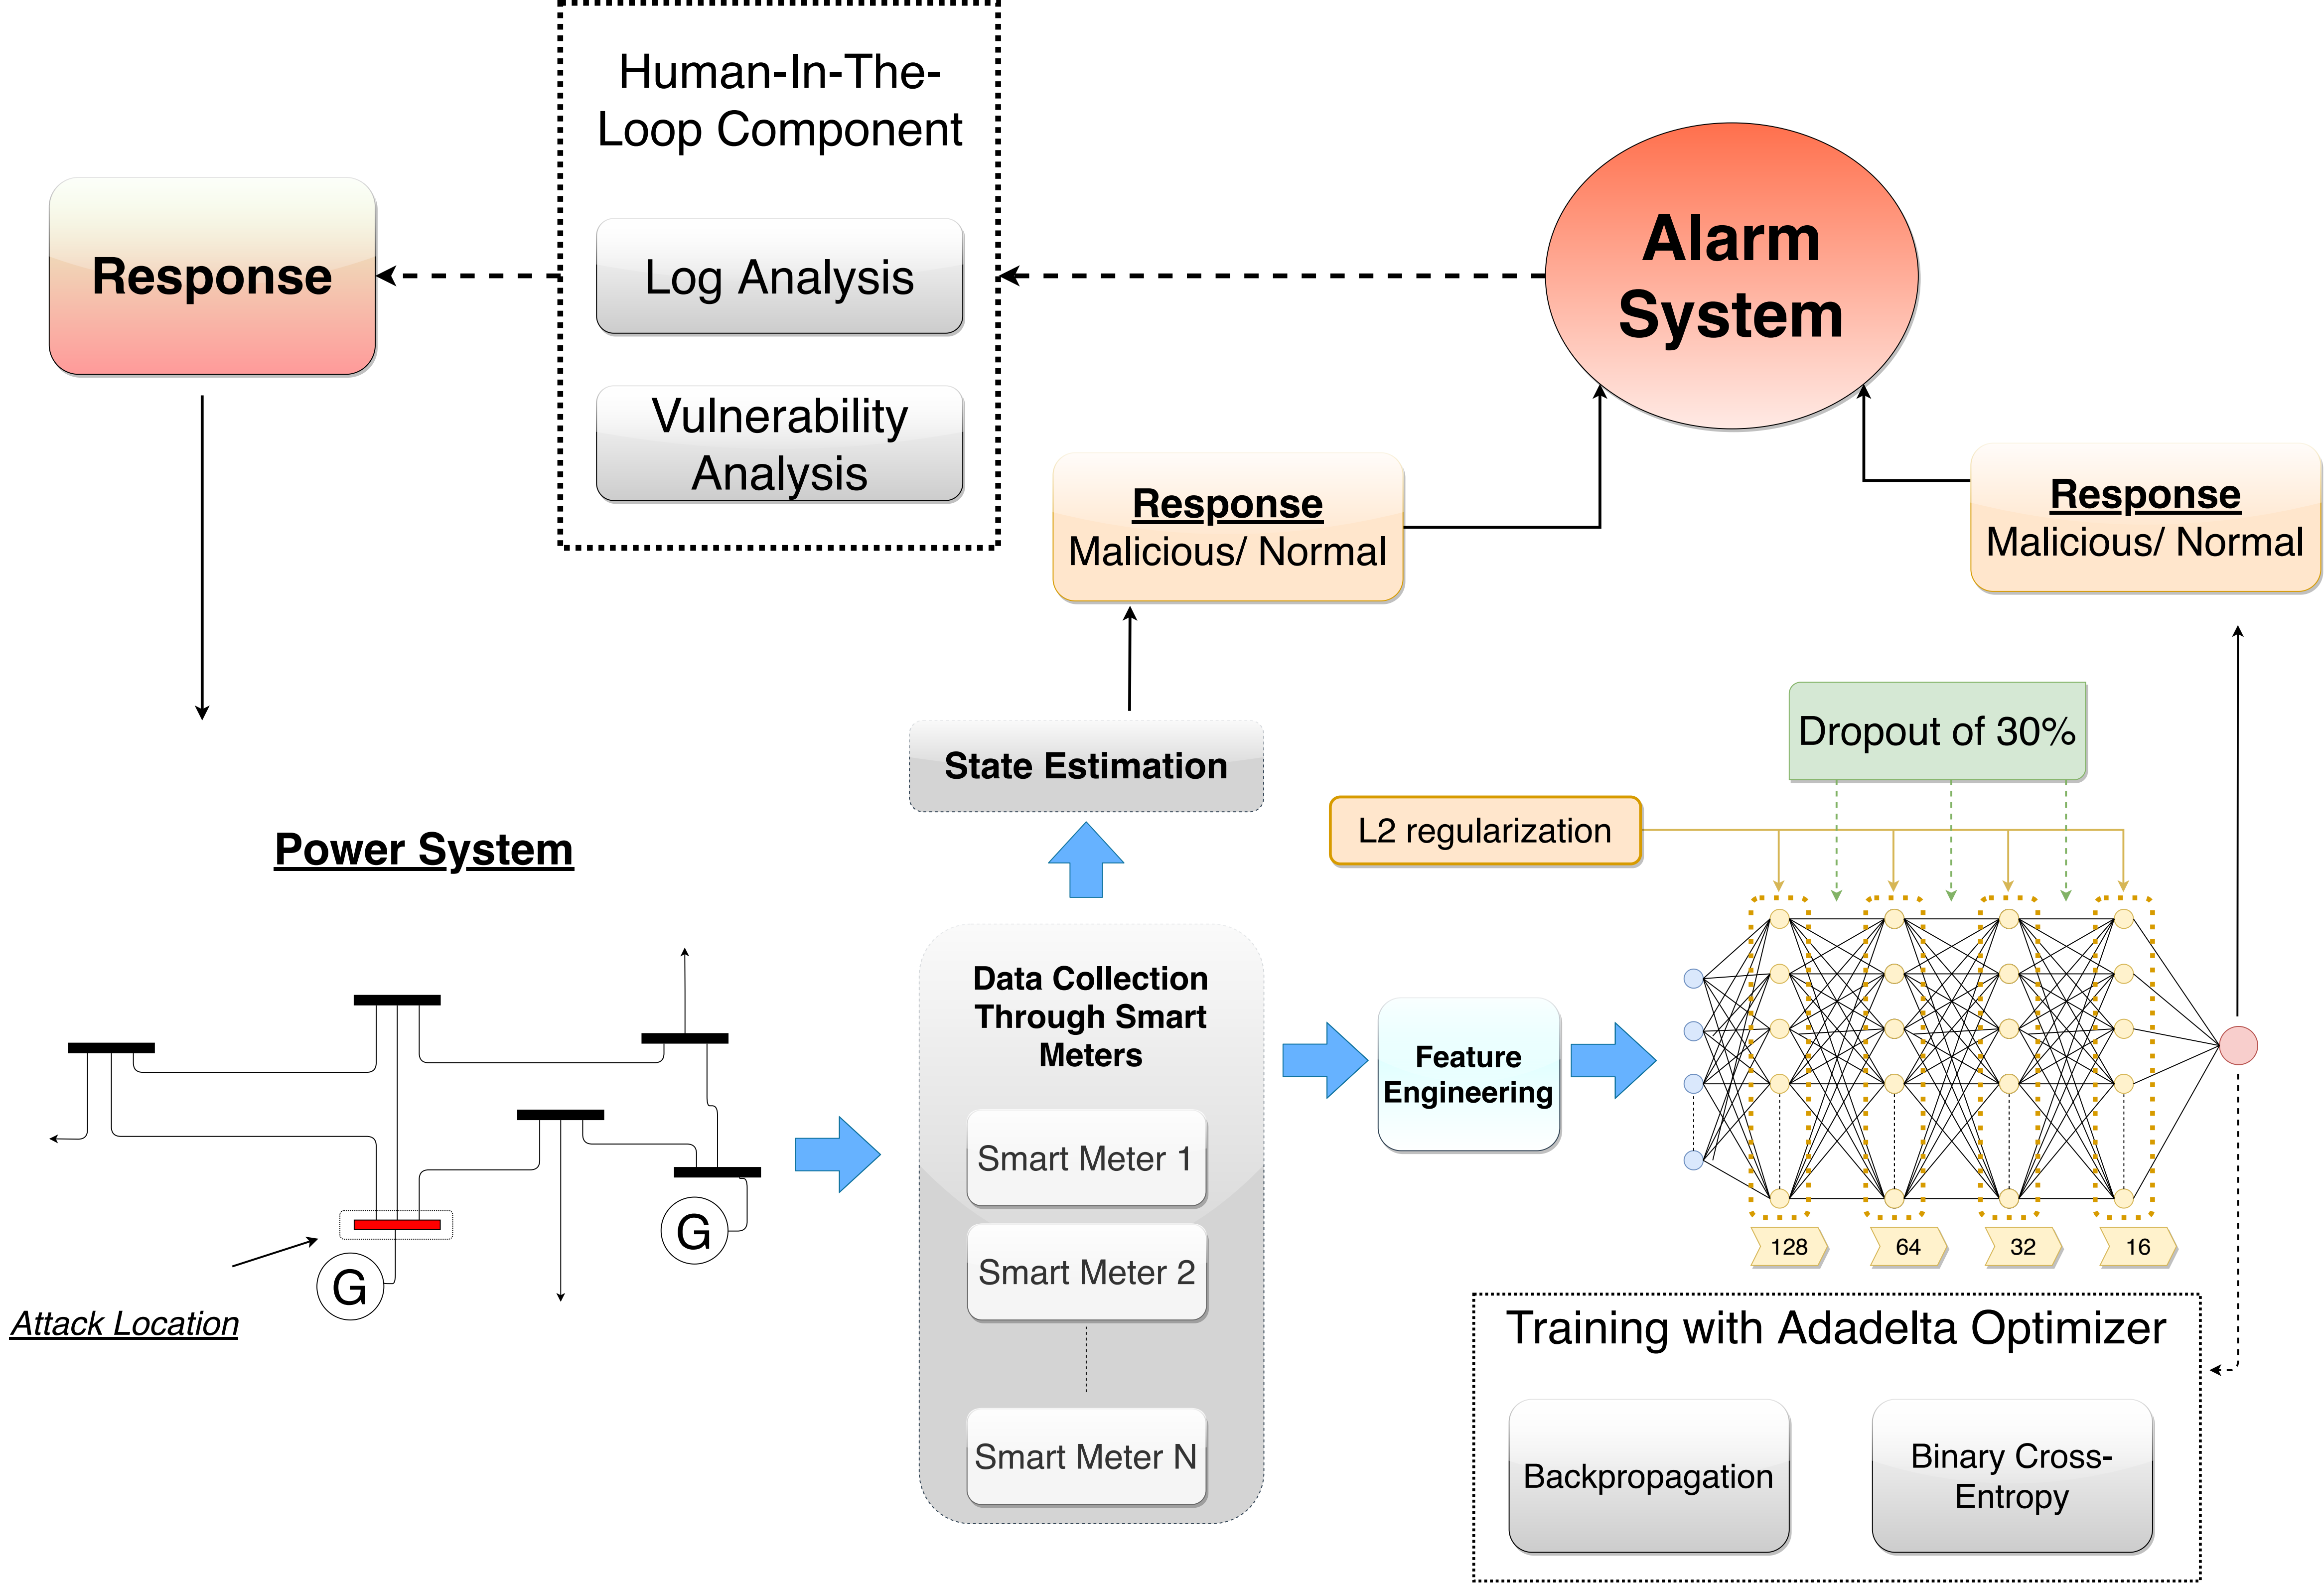 Human-In-The-
Loop Component
Log Analysis
Vulnerability
Analysis
Response
Alarm
System
Response
Malicious/ Normal
Response
Malicious/ Normal
State Estimation
Dropout of 30%
L2 regularization
Power System
Data Collection
Through Smart
Meters
Smart Meter 1
Smart Meter 2
Smart Meter N
Feature
Engineering
G
G
Attack Location
128
64
32
16
Training with Adadelta Optimizer
Backpropagation
Binary Cross-
Entropy